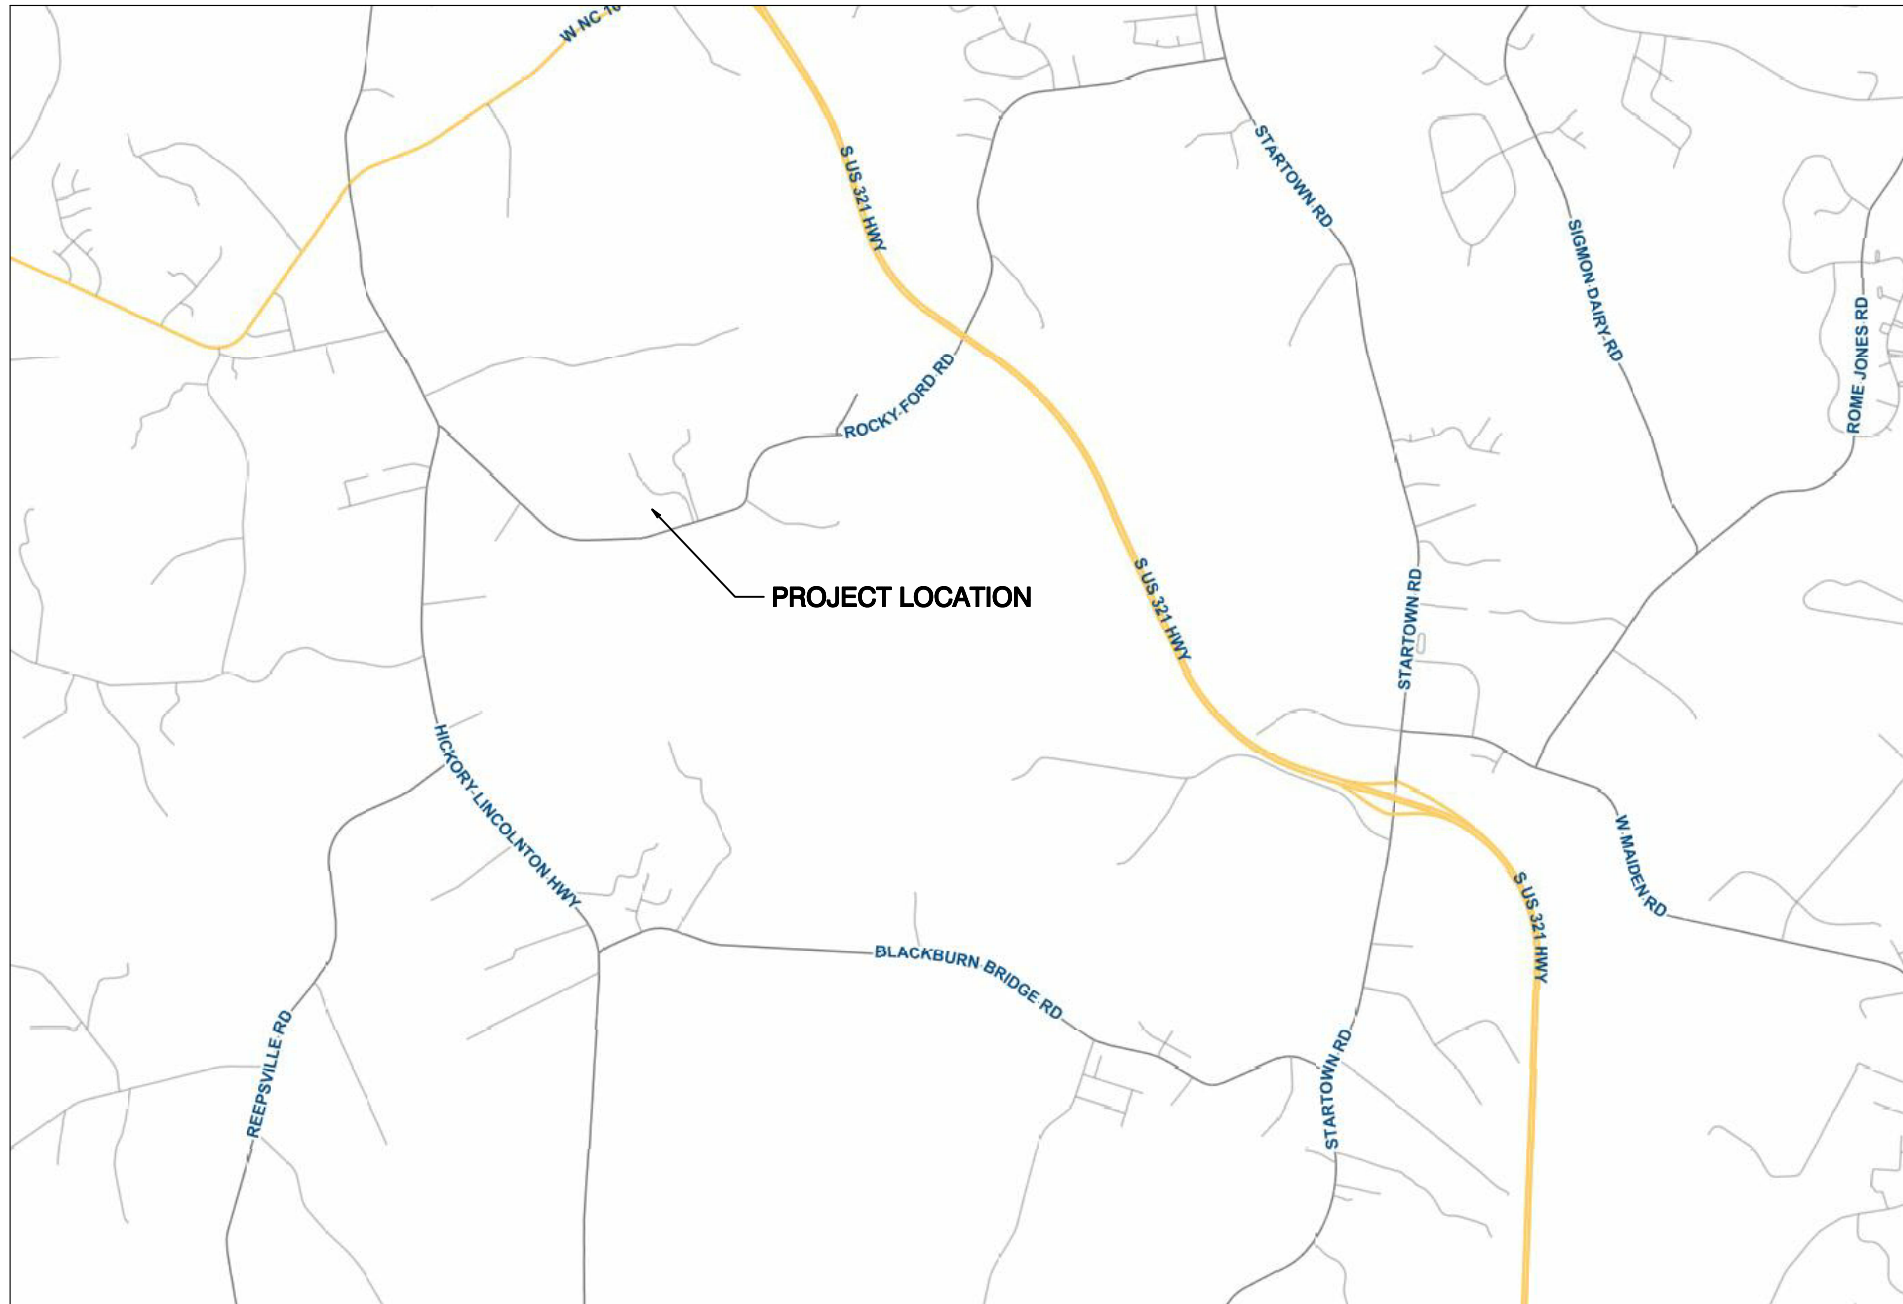 W NC 10
S US 321 HWY
STARTOWN RD
SIGMON DAIRY RD
ROME JONES RD
ROCKY FORD RD
PROJECT LOCATION
S US 321 HWY
STARTOWN RD
HICKORY-LINCOLNTON HWY
W MAIDEN RD
S US 321 HWY
BLACKBURN BRIDGE RD
REEPSVILLE RD
STARTOWN RD